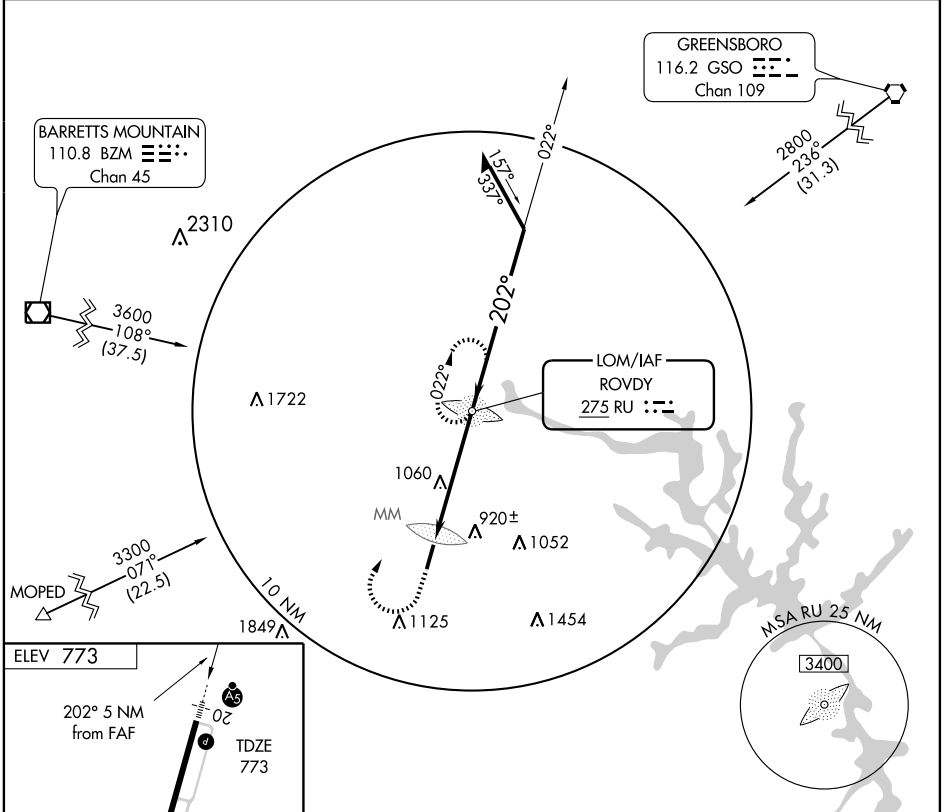 GREENSBORO
116.2 GSO
Chan 109
2800
236°
(31.3)
BARRETTS MOUNTAIN
110.8 BZM
Chan 45
022°
157°
337°
2310
3600
108°
(37.5)
202°
LOM/IAF
ROVDY
275 RU
022°
1722
1060
MM
920±
1052
3300
071°
(22.5)
MOPED
10 NM
1849
1125
1454
MSA RU 25 NM
3400
ELEV 773
202° 5 NM
from FAF
A5
20
P
TDZE
773